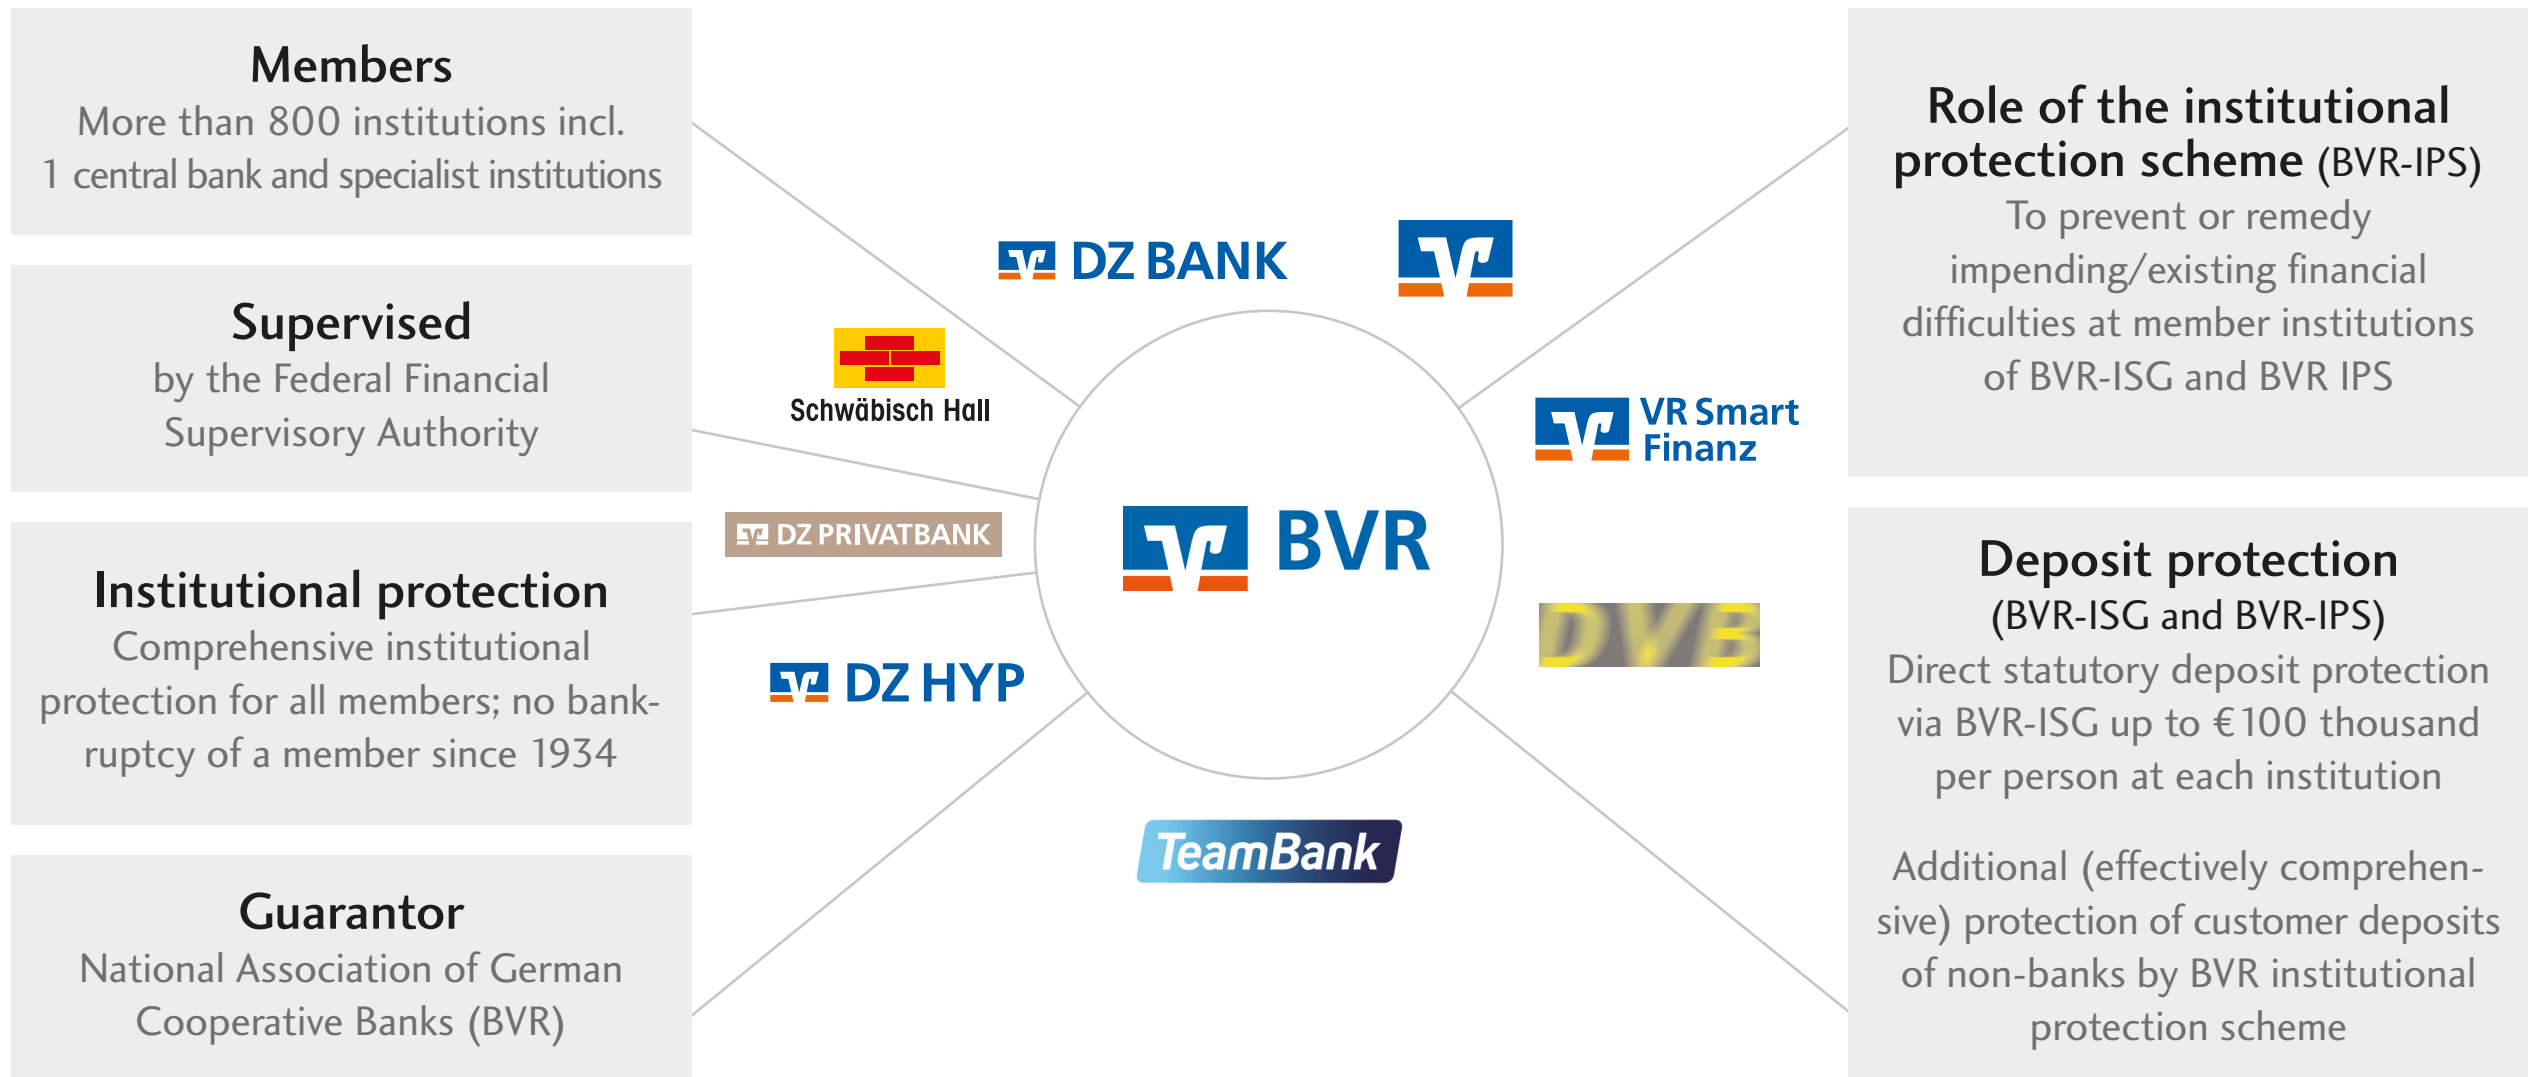 Members
More than 800 institutions incl.
1 central bank and specialist institutions
Supervised
by the Federal Financial
Supervisory Authority
Institutional protection
Comprehensive institutional
protection for all members; no bank-
ruptcy of a member since 1934
Guarantor
National Association of German
Cooperative Banks (BVR)
DZ BANK
Schwäbisch Hall
DZ PRIVATBANK
DZ HYP
BVR
VR Smart
Finanz
DVB
TeamBank
Role of the institutional
protection scheme (BVR-IPS)
To prevent or remedy
impending/existing financial
difficulties at member institutions
of BVR-ISG and BVR IPS
Deposit protection
(BVR-ISG and BVR-IPS)
Direct statutory deposit protection
via BVR-ISG up to €100 thousand
per person at each institution
Additional (effectively comprehen-
sive) protection of customer deposits
of non-banks by BVR institutional
protection scheme